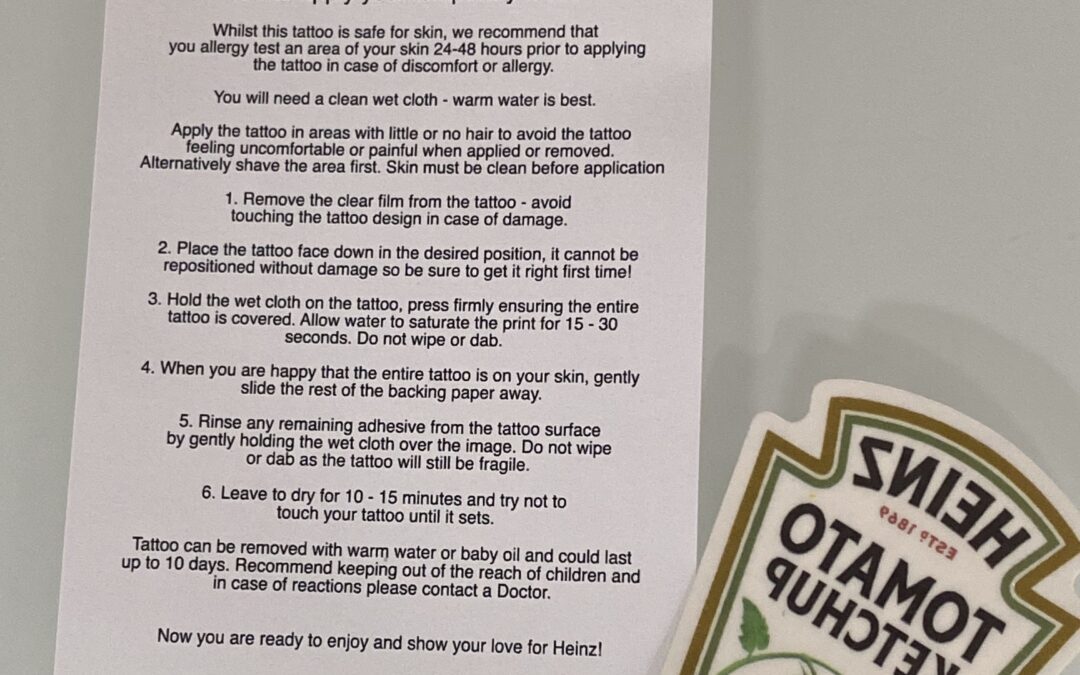 Whilst this tattoo is safe for skin, we recommend that
you allergy test an area of your skin 24-48 hours prior to applying
the tattoo in case of discomfort or allergy.
You will need a clean wet cloth - warm water is best.
Apply the tattoo in areas with little or no hair to avoid the tattoo
feeling uncomfortable or painful when applied or removed.
Alternatively shave the area first. Skin must be clean before application
1. Remove the clear film from the tattoo - avoid
touching the tattoo design in case of damage.
2. Place the tattoo face down in the desired position, it cannot be
repositioned without damage so be sure to get it right first time!
3. Hold the wet cloth on the tattoo, press firmly ensuring the entire
tattoo is covered. Allow water to saturate the print for 15 - 30
seconds. Do not wipe or dab.
4. When you are happy that the entire tattoo is on your skin, gently
slide the rest of the backing paper away.
5. Rinse any remaining adhesive from the tattoo surface
by gently holding the wet cloth over the image. Do not wipe
or dab as the tattoo will still be fragile.
6. Leave to dry for 10 - 15 minutes and try not to
touch your tattoo until it sets.
Tattoo can be removed with warm water or baby oil and could last
up to 10 days. Recommend keeping out of the reach of children and
in case of reactions please contact a Doctor.
Now you are ready to enjoy and show your love for Heinz!
HEINZ
ESTD 1869
TOMATO
KETCHUP